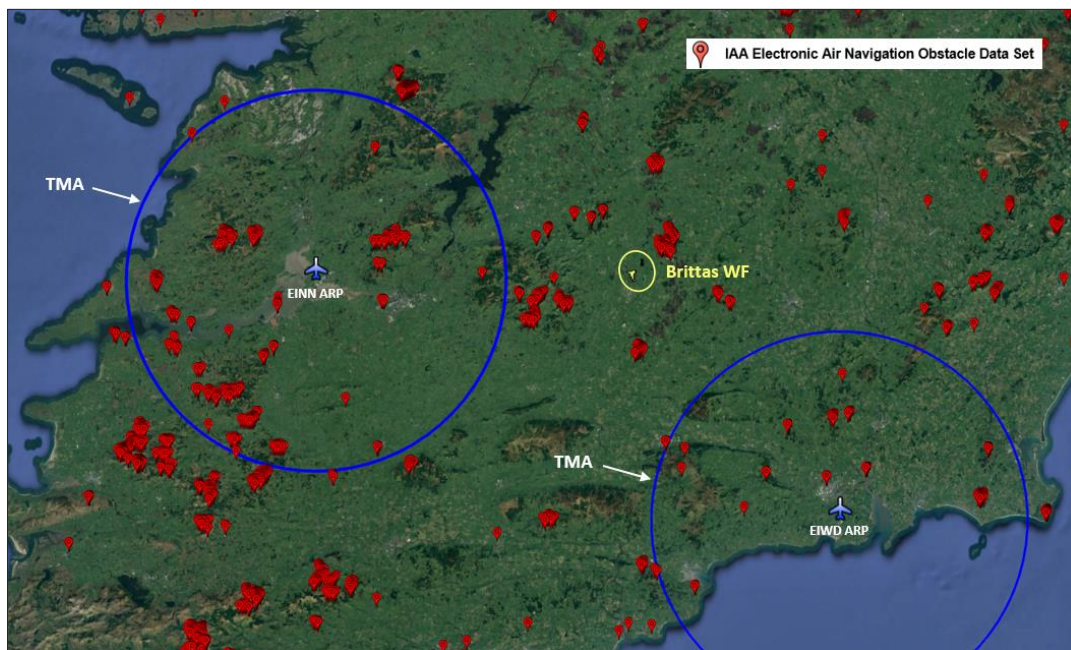 IAA Electronic Air Navigation Obstacle Data Set
TMA
Brittas WF
EINN ARP
TMA
EIWD ARP